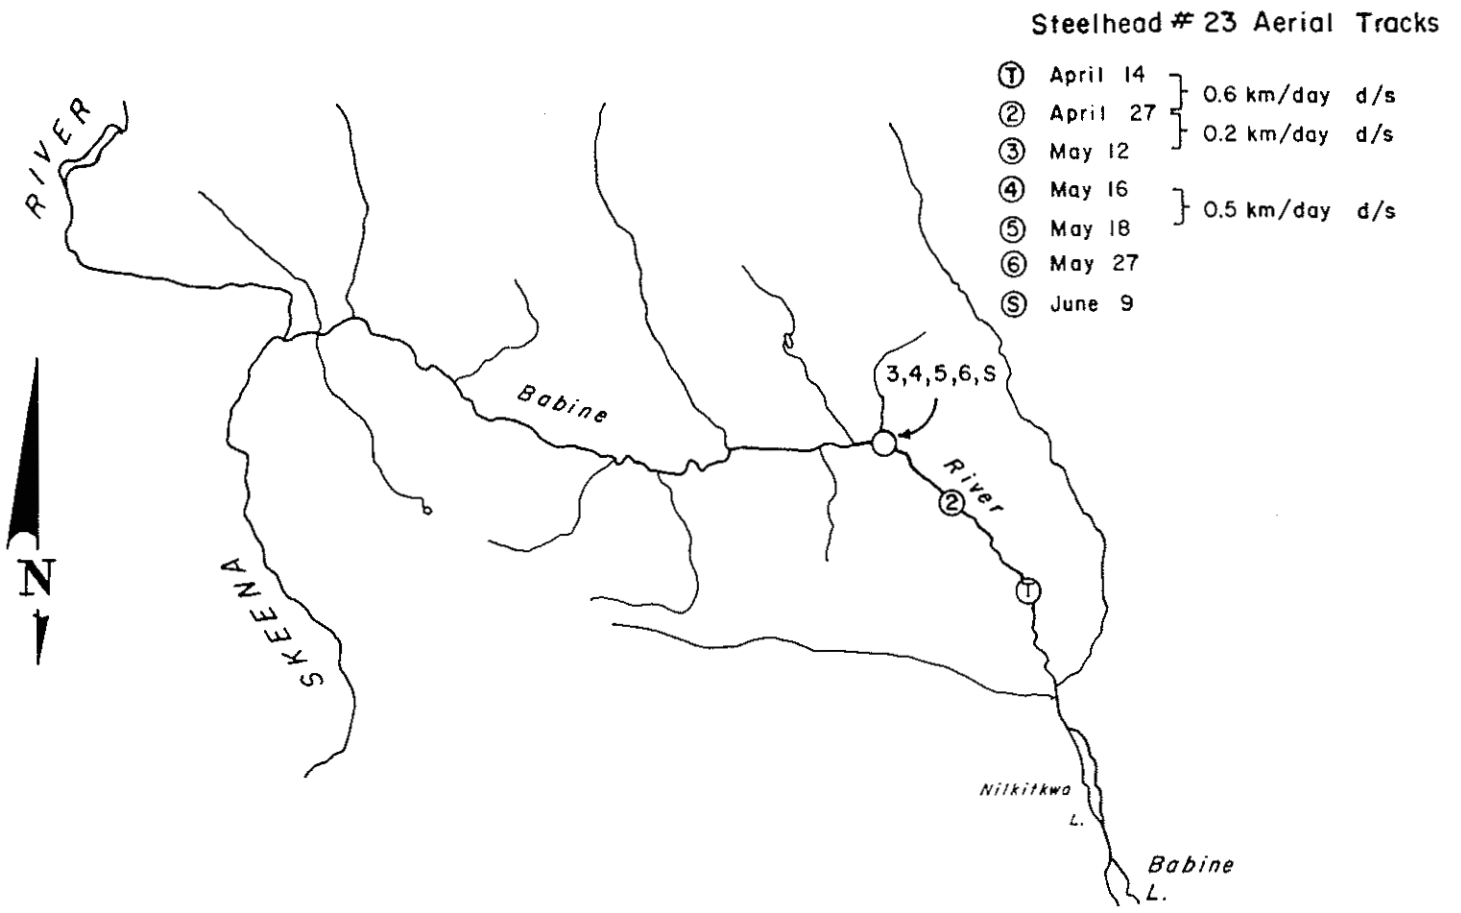 Steelhead # 23 Aerial Tracks
T April 14
0.6 km/day d/s
2 April 27
0.2 km/day d/s
3 May 12
4 May 16
0.5 km/day d/s
5 May 18
6 May 27
S June 9
RIVER
3,4,5,6,S
Babine
River
2
T
N
SKEENA
Nilkitkwa
L.
Babine
L.